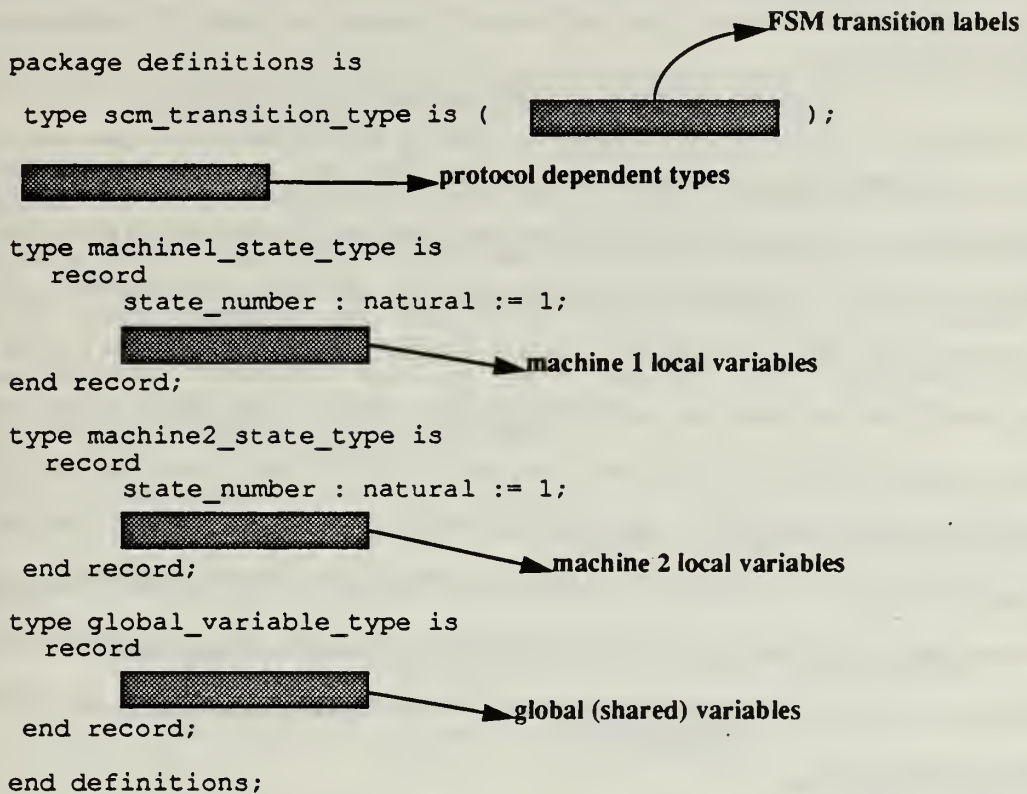 FSM transition labels
package definitions is
type scm_transition_type is ( );
protocol dependent types
type machine1_state_type is
record
state_number : natural := 1;
machine 1 local variables
end record;
type machine2_state_type is
record
state_number : natural := 1;
machine 2 local variables
end record;
type global_variable_type is
record
global (shared) variables
end record;
end definitions;